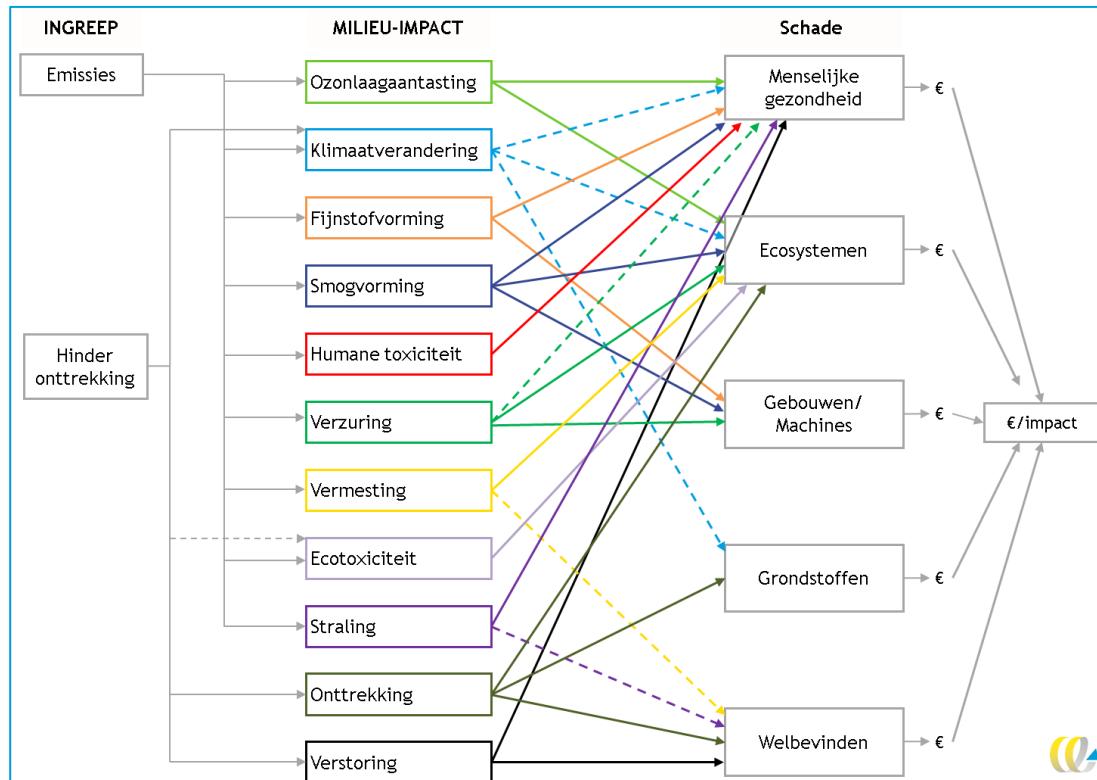 INGREEP
MILIEU-IMPACT
Schade
Emissies
Hinder
onttrekking
Ozonlaagaantasting
Klimaatverandering
Fijnstofvorming
Smogvorming
Humane toxiciteit
Verzuring
Vermesting
Ecotoxiciteit
Straling
Onttrekking
Verstoring
Menselijke
gezondheid
€
Ecosystemen
€
Gebouwen/
Machines
€
Grondstoffen
€
Welbevinden
€
€/impact